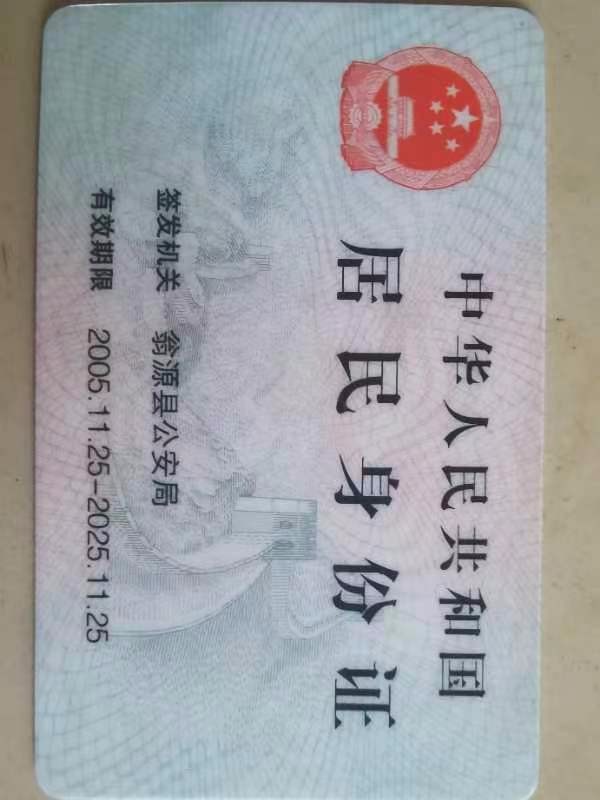 中华人民共和国
居民身份证
签发机关 翁源县公安局
有效期限 2005.11.25-2025.11.25